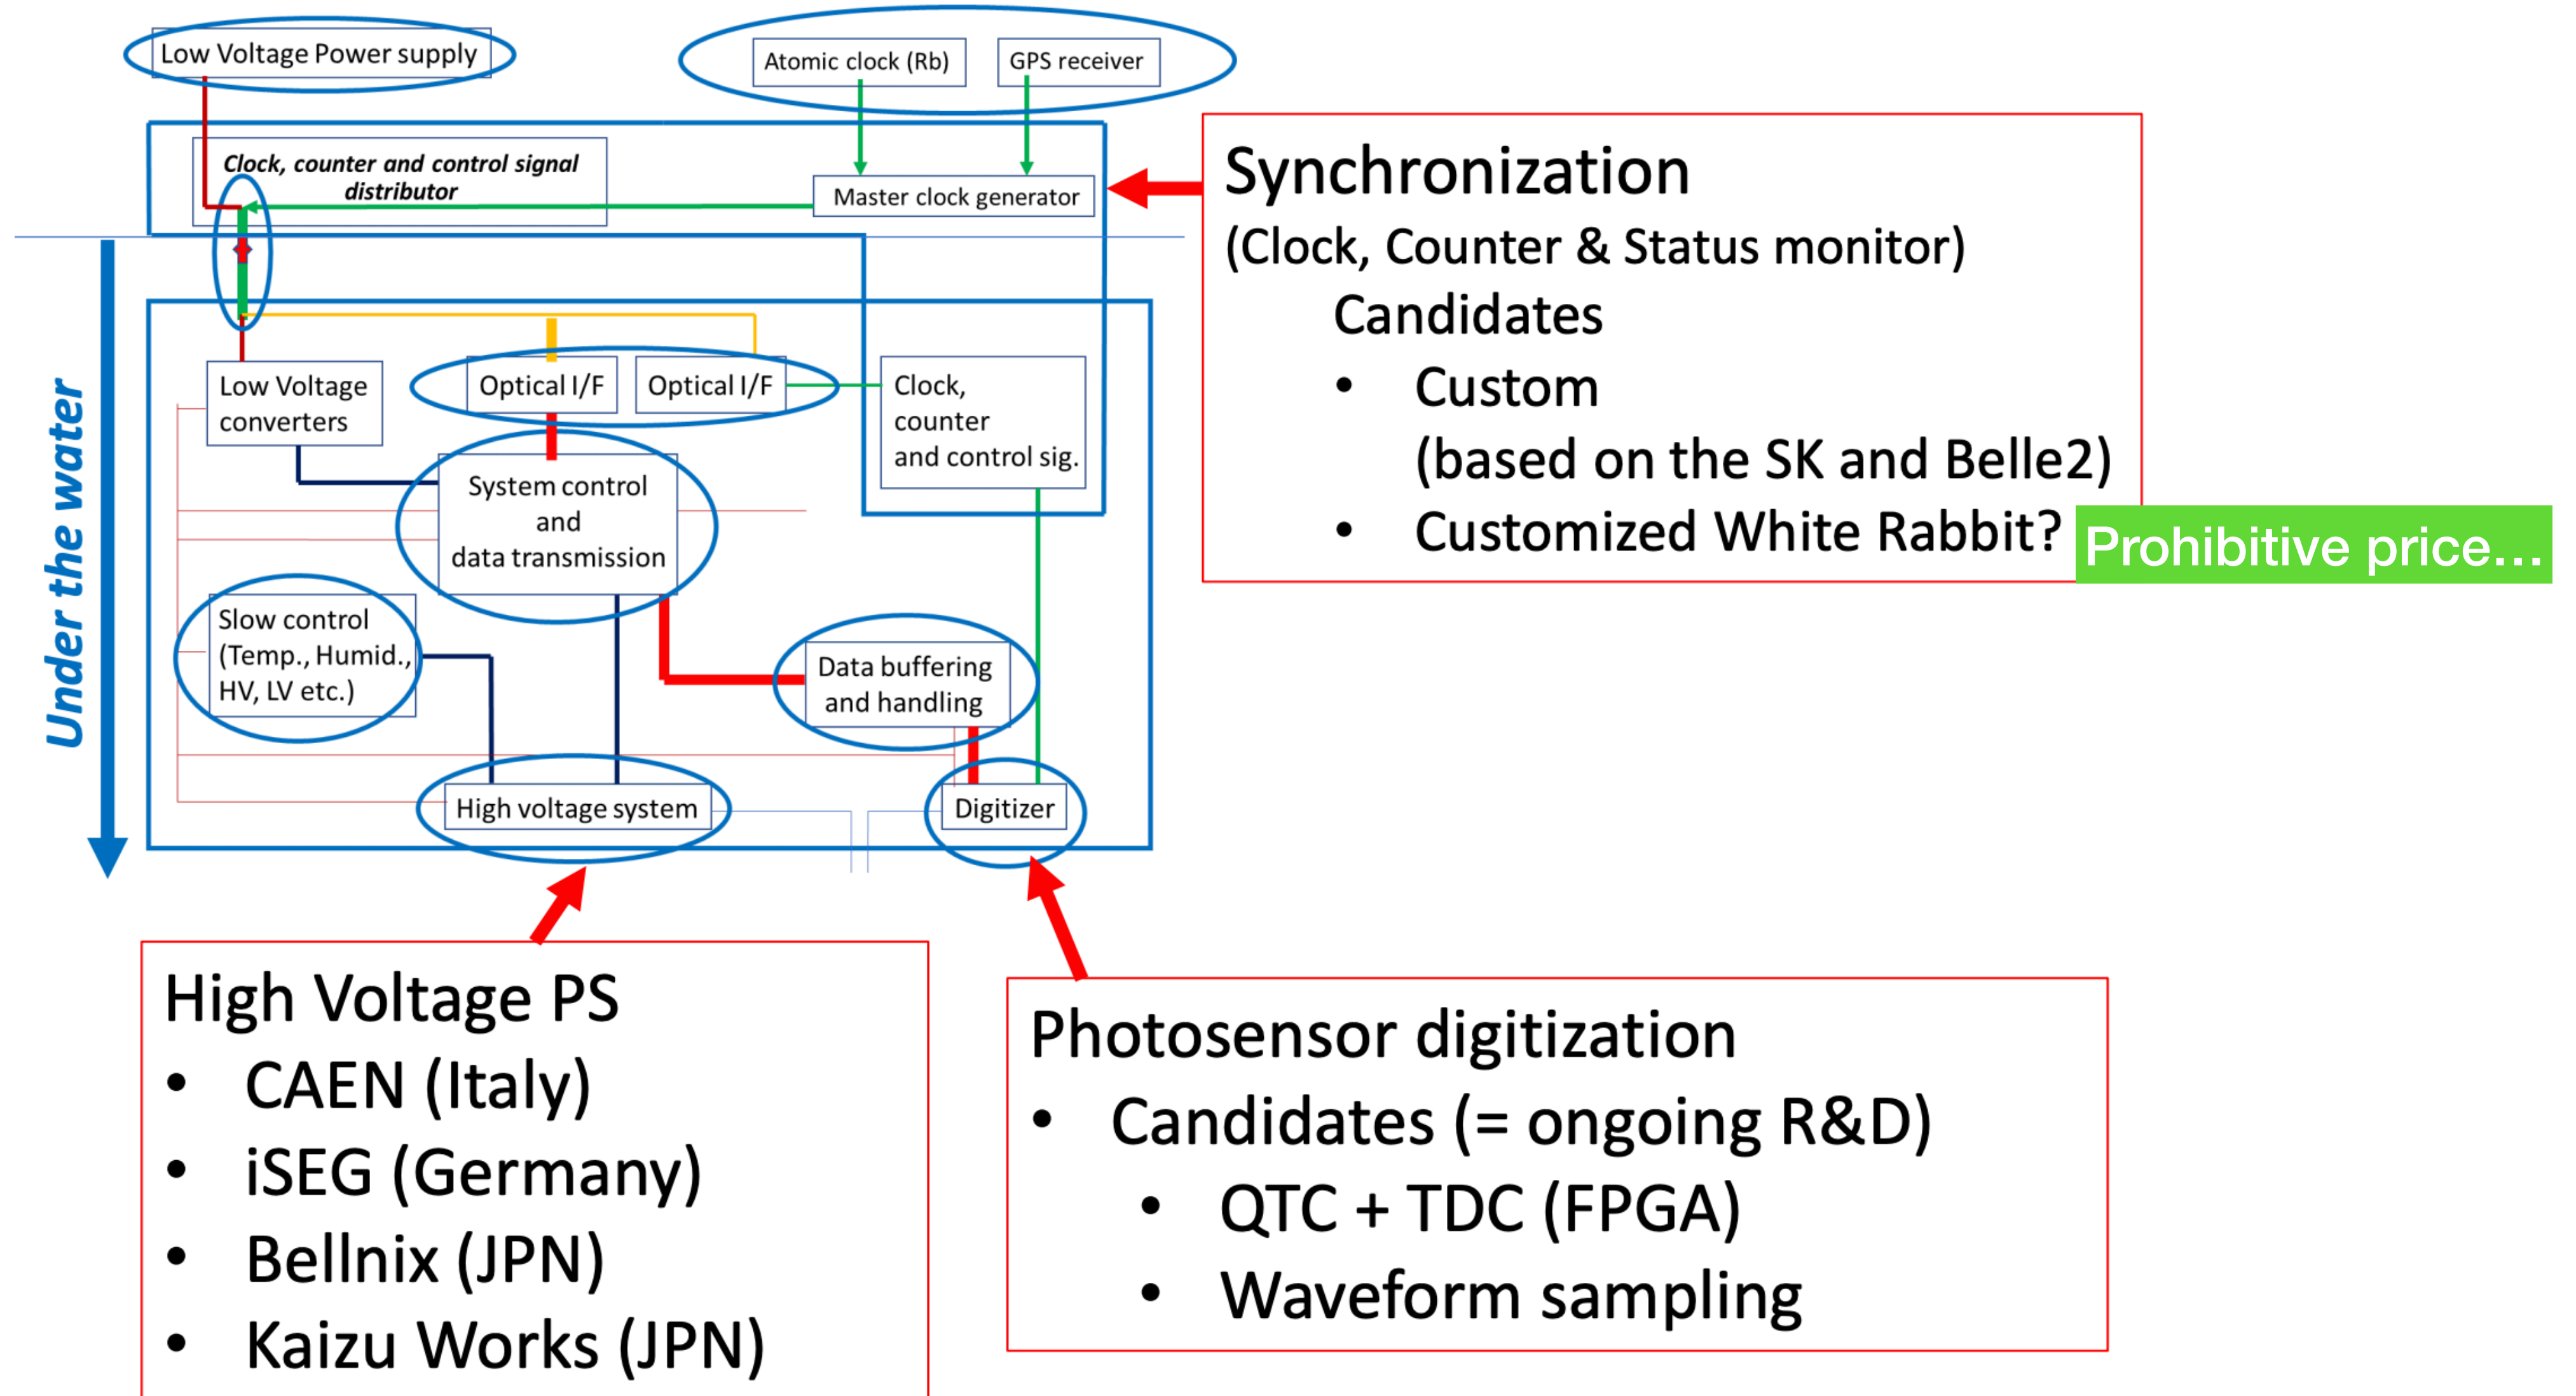 Low Voltage Power supply
Atomic clock (Rb)
GPS receiver
Clock, counter and control signal
distributor
Master clock generator
Under the water
Low Voltage
converters
Optical I/F
Optical I/F
Clock,
counter
and control sig.
System control
and
data transmission
Slow control
(Temp., Humid.,
HV, LV etc.)
Data buffering
and handling
High voltage system
Digitizer
Synchronization
(Clock, Counter & Status monitor)
Candidates
• Custom
(based on the SK and Belle2)
• Customized White Rabbit?
Prohibitive price...
High Voltage PS
• CAEN (Italy)
• iSEG (Germany)
• Bellnix (JPN)
• Kaizu Works (JPN)
Photosensor digitization
• Candidates (= ongoing R&D)
• QTC + TDC (FPGA)
• Waveform sampling